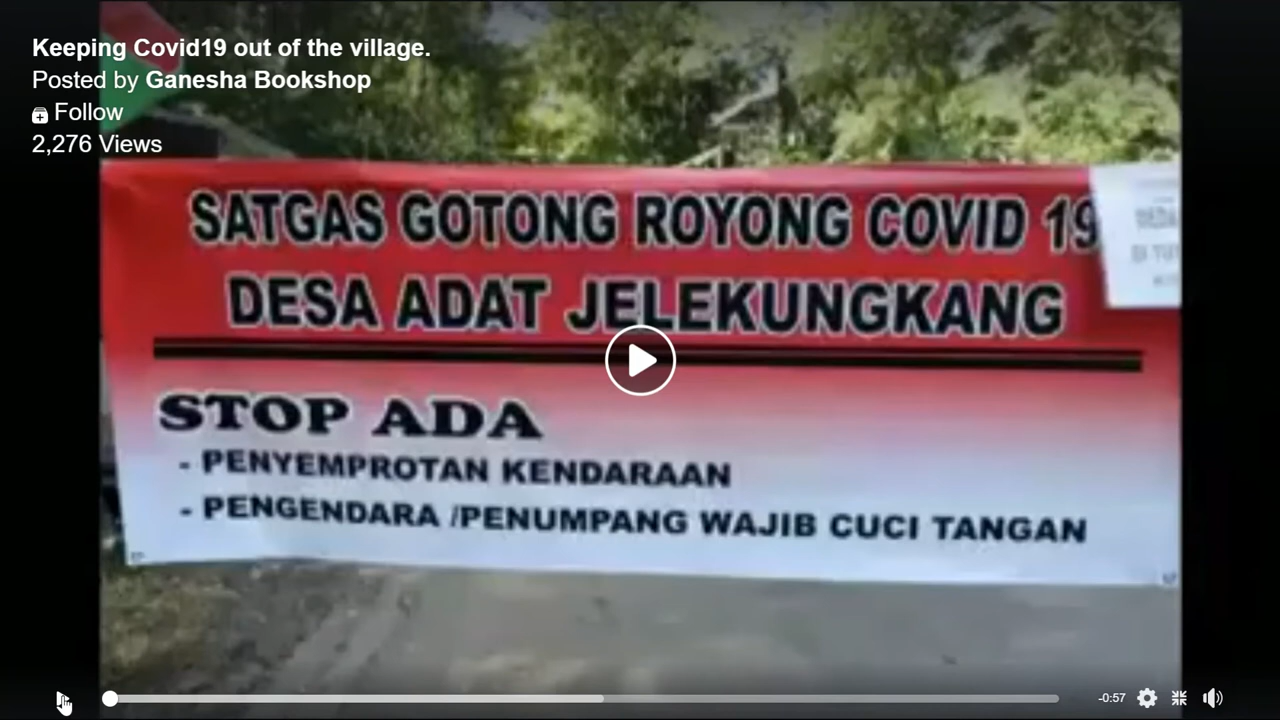 Keeping Covid19 out of the village.
Posted by Ganesha Bookshop
Follow
2,276 Views
SATGAS GOTONG ROYONG COVID 19
DESA ADAT JELEKUNGKANG
STOP ADA
- PENYEMPROTAN KENDARAAN
- PENGENDARA /PENUMPANG WAJIB CUCI TANGAN
-0:57